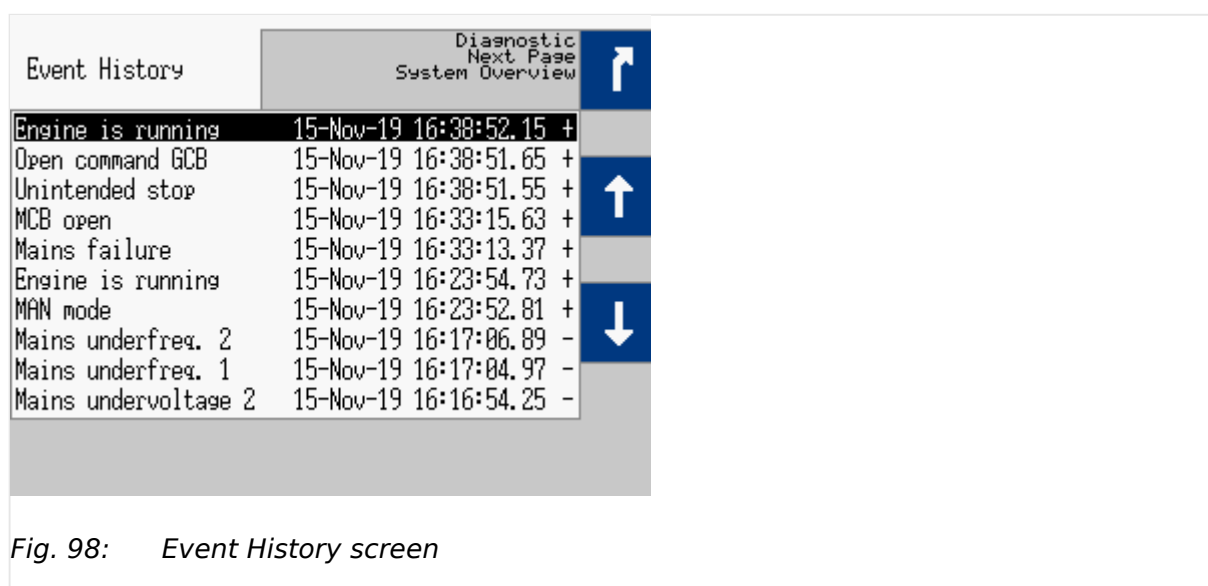 Event History
Diagnostic
Next Page
System Overview
Engine is running 15-Nov-19 16:38:52.15 +
Open command GCB 15-Nov-19 16:38:51.65 +
Unintended stop 15-Nov-19 16:38:51.55 +
MCB open 15-Nov-19 16:33:15.63 +
Mains failure 15-Nov-19 16:33:13.37 +
Engine is running 15-Nov-19 16:23:54.73 +
MAN mode 15-Nov-19 16:23:52.81 +
Mains underfreq. 2 15-Nov-19 16:17:06.89 -
Mains underfreq. 1 15-Nov-19 16:17:04.97 -
Mains undervoltage 2 15-Nov-19 16:16:54.25 -
Fig. 98: Event History screen